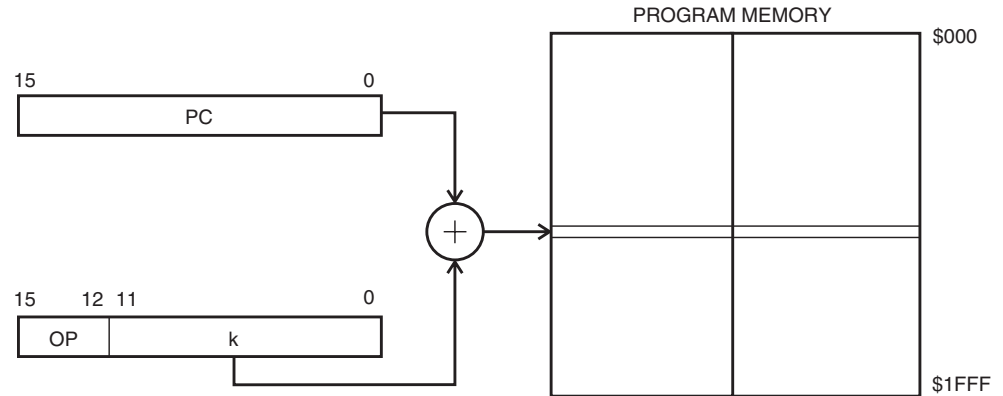 PROGRAM MEMORY
$000
15 0
PC
+
15 12 11 0
OP k
$1FFF